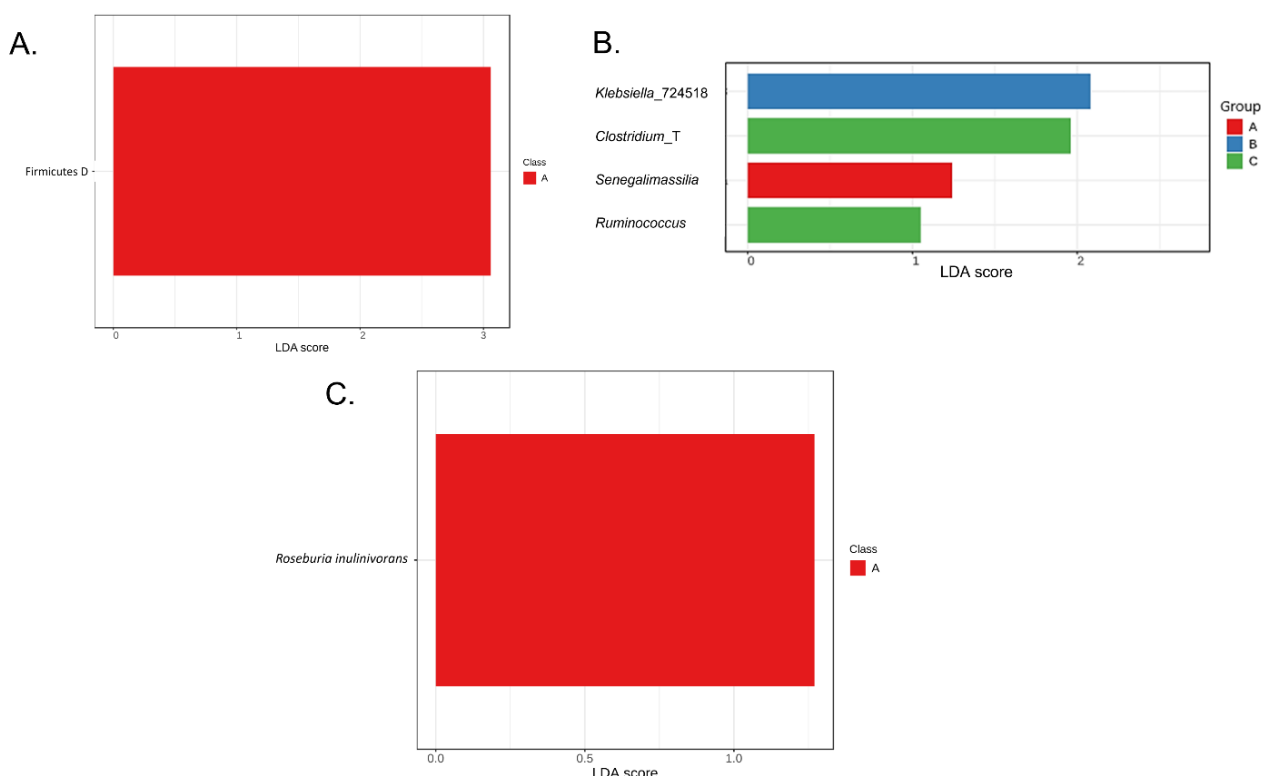 A.
Firmicutes D
0 1 2 3
LDA score
Class
A
B.
Klebsiella_724518
Clostridium_T
Senegalimassilia
Ruminococcus
0 1 2
LDA score
Group
A
B
C
C.
Roseburia inulinivorans
0.0 0.5 1.0
LDA score
Class
A